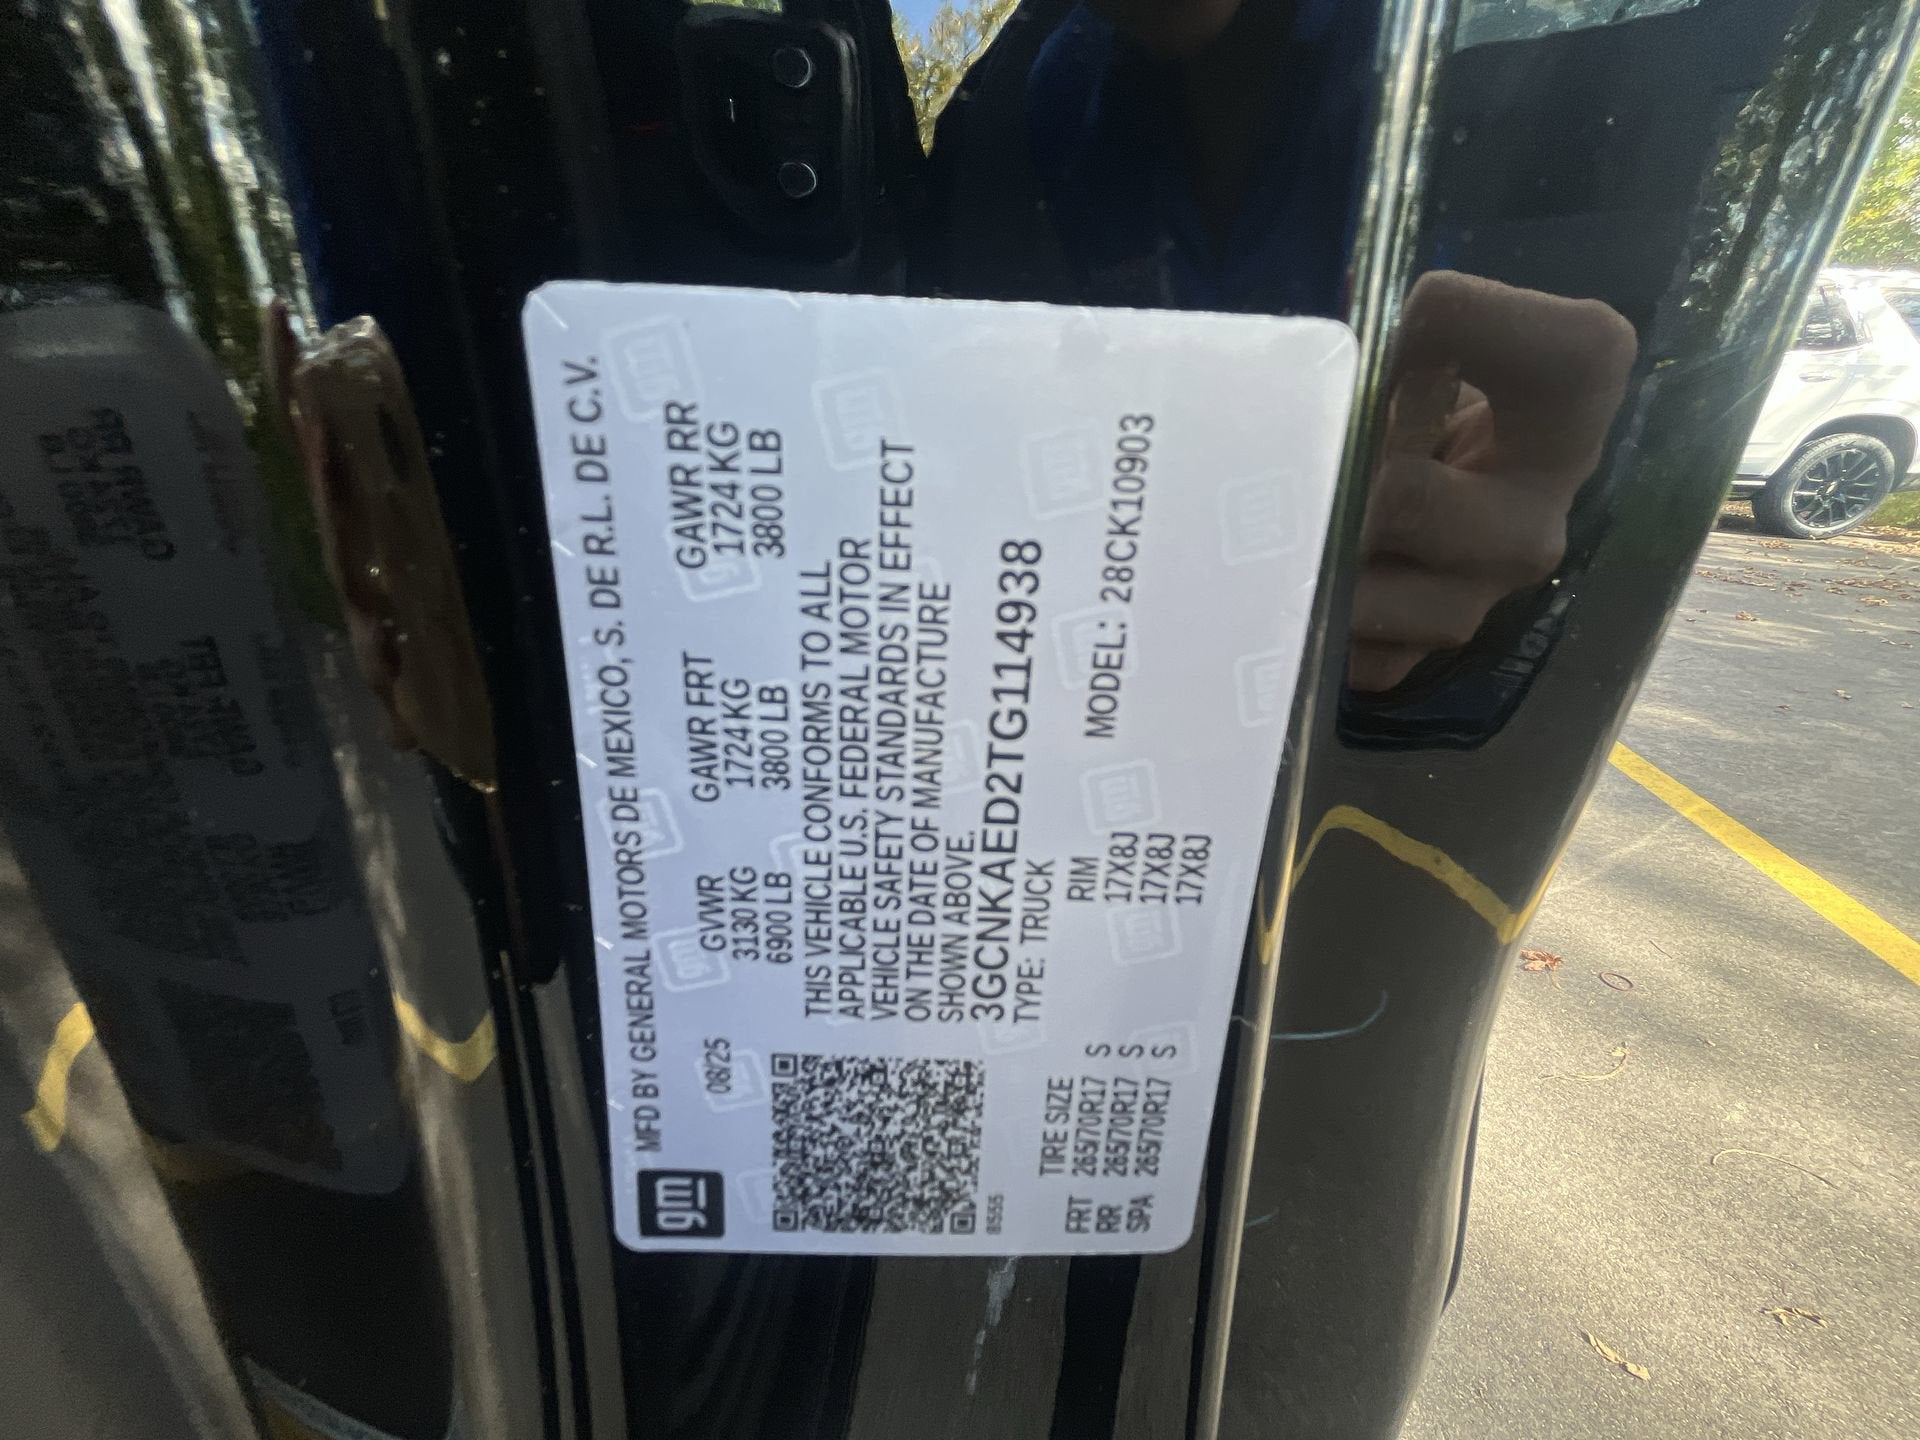 gm
MFD BY GENERAL MOTORS DE MEXICO, S. DE R.L. DE C.V.
08/25
GVWR GAWR FRT GAWR RR
3130 KG 1724 KG 1724 KG
6900 LB 3800 LB 3800 LB
THIS VEHICLE CONFORMS TO ALL
APPLICABLE U.S. FEDERAL MOTOR
VEHICLE SAFETY STANDARDS IN EFFECT
ON THE DATE OF MANUFACTURE
SHOWN ABOVE.
3GCNKAED2TG114938
TYPE: TRUCK
8555
TIRE SIZE RIM MODEL: 28CK10903
FRT 265/70R17 S 17X8J
RR 265/70R17 S 17X8J
SPA 265/70R17 S 17X8J